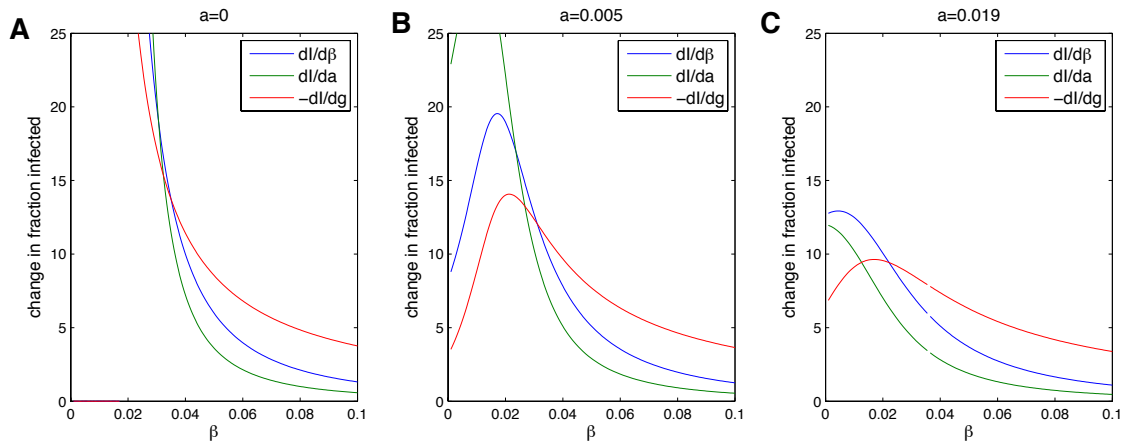 A
a=0
change in fraction infected
25
20
15
10
5
0
0
0.02
0.04
0.06
0.08
0.1
β
dI/dβ
dI/da
−dI/dg
B
a=0.005
change in fraction infected
25
20
15
10
5
0
0
0.02
0.04
0.06
0.08
0.1
β
dI/dβ
dI/da
−dI/dg
C
a=0.019
change in fraction infected
25
20
15
10
5
0
0
0.02
0.04
0.06
0.08
0.1
β
dI/dβ
dI/da
−dI/dg